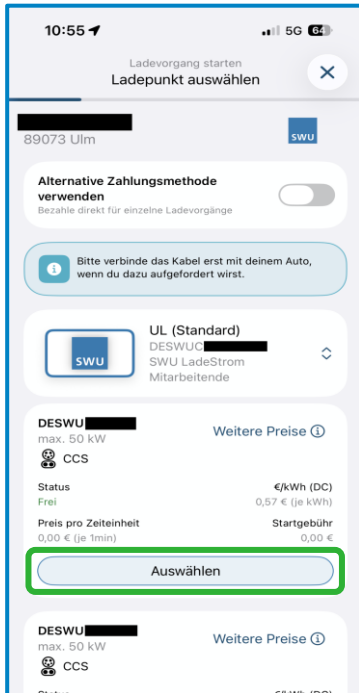 10:55
5G 64
Ladevorgang starten
Ladepunkt auswählen
89073 Ulm
SWU
Alternative Zahlungsmethode
verwenden
Bezahle direkt für einzelne Ladevorgänge
Bitte verbinde das Kabel erst mit deinem Auto,
wenn du dazu aufgefordert wirst.
SWU
UL (Standard)
DESWUC
SWU LadeStrom
Mitarbeitende
DESWU
Weitere Preise
max. 50 kW
CCS
Status €/kWh (DC)
Frei 0,57 € (je kWh)
Preis pro Zeiteinheit Startgebühr
0,00 € (je 1min) 0,00 €
Auswählen
DESWU
Weitere Preise
max. 50 kW
CCS
Status €/kWh (DC)